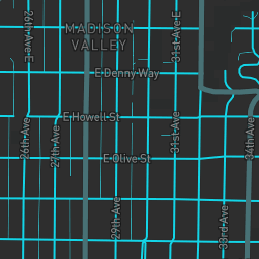 26th Ave E
MADISON
VALLEY
31st Ave E
E Denny Way
E Howell St
26th Ave
27th Ave
31st Ave
34th Ave
E Olive St
29th Ave
33rd Ave